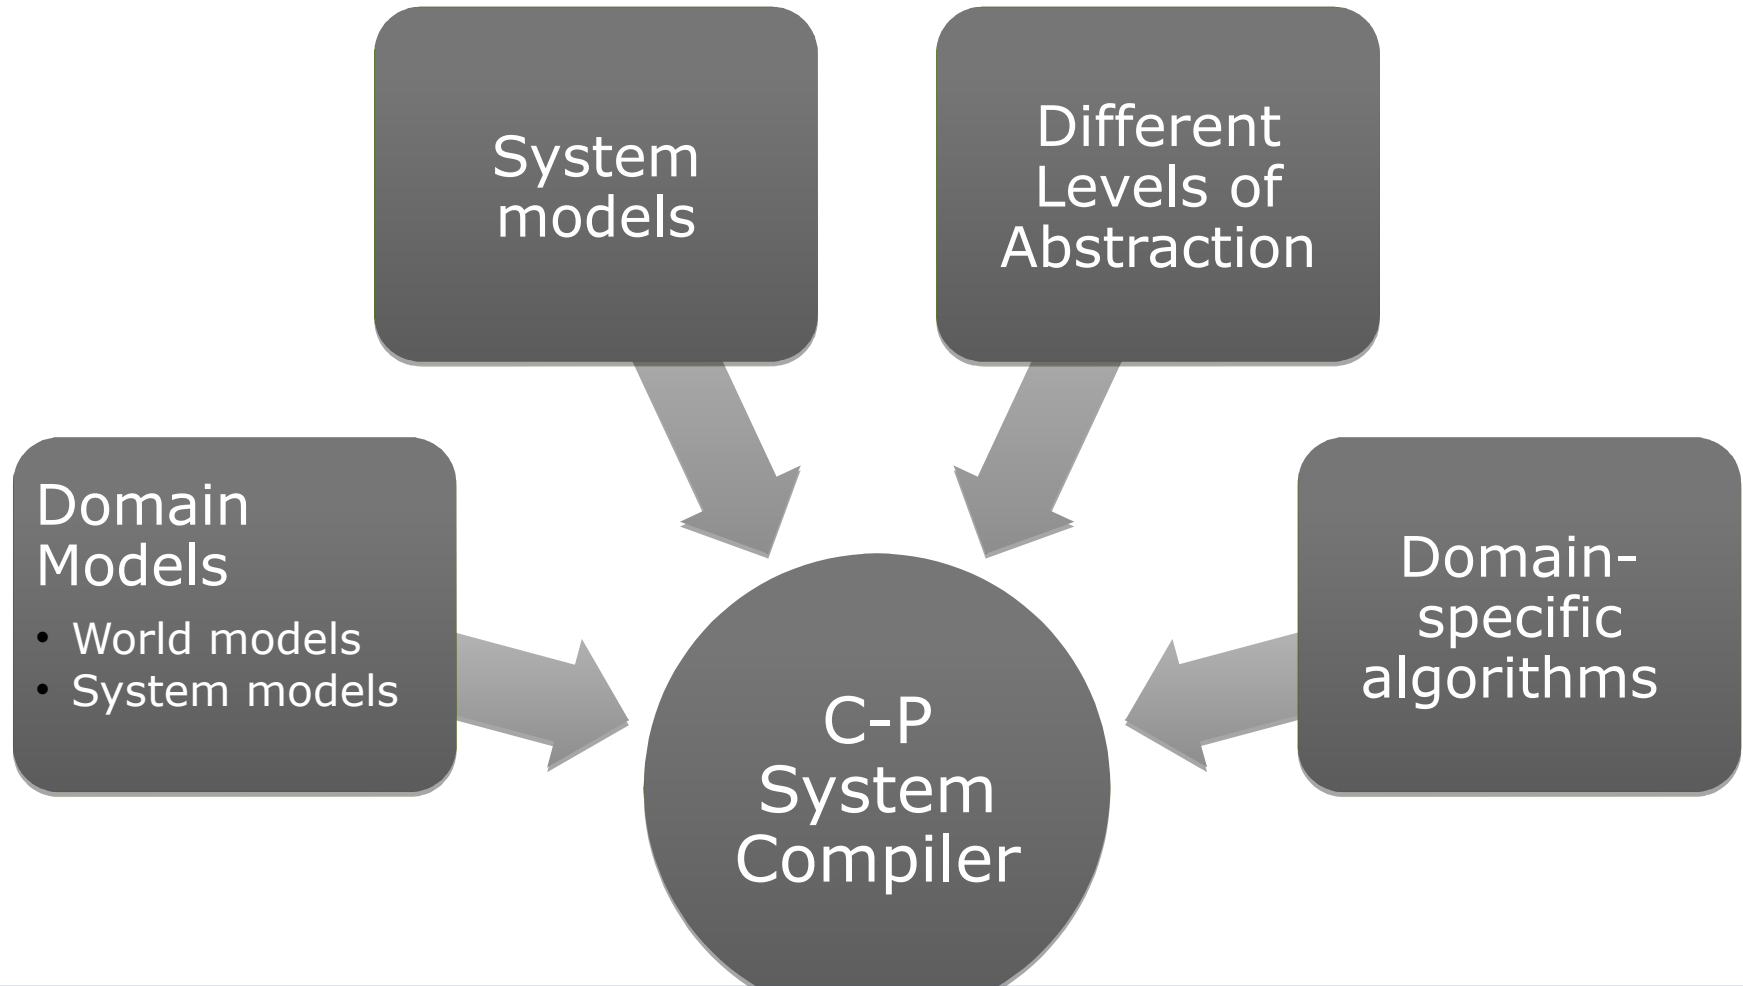 System
models
Different
Levels of
Abstraction
Domain
Models
• World models
• System models
Domain-
specific
algorithms
C-P
System
Compiler